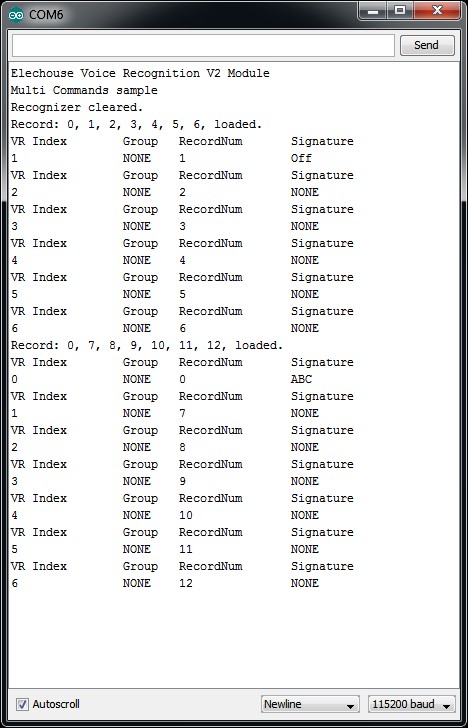 COM6
Send
Elechouse Voice Recognition V2 Module
Multi Commands sample
Recognizer cleared.
Record: 0, 1, 2, 3, 4, 5, 6, loaded.
VR Index Group RecordNum Signature
1 NONE 1 Off
VR Index Group RecordNum Signature
2 NONE 2 NONE
VR Index Group RecordNum Signature
3 NONE 3 NONE
VR Index Group RecordNum Signature
4 NONE 4 NONE
VR Index Group RecordNum Signature
5 NONE 5 NONE
VR Index Group RecordNum Signature
6 NONE 6 NONE
Record: 0, 7, 8, 9, 10, 11, 12, loaded.
VR Index Group RecordNum Signature
0 NONE 0 ABC
VR Index Group RecordNum Signature
1 NONE 7 NONE
VR Index Group RecordNum Signature
2 NONE 8 NONE
VR Index Group RecordNum Signature
3 NONE 9 NONE
VR Index Group RecordNum Signature
4 NONE 10 NONE
VR Index Group RecordNum Signature
5 NONE 11 NONE
VR Index Group RecordNum Signature
6 NONE 12 NONE
Autoscroll Newline 115200 baud